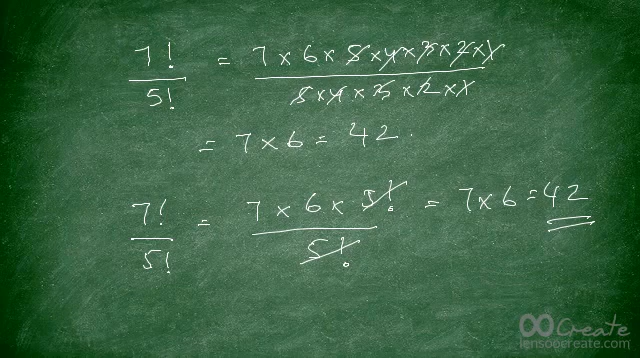 7!/5! = 7 × 6 × 5 × 4 × 3 × 2 × 1 / 5 × 4 × 3 × 2 × 1
= 7 × 6 = 42.
7!/5! = 7 × 6 × 5! / 5! = 7 × 6 = 42
Create
lensoocreate.com